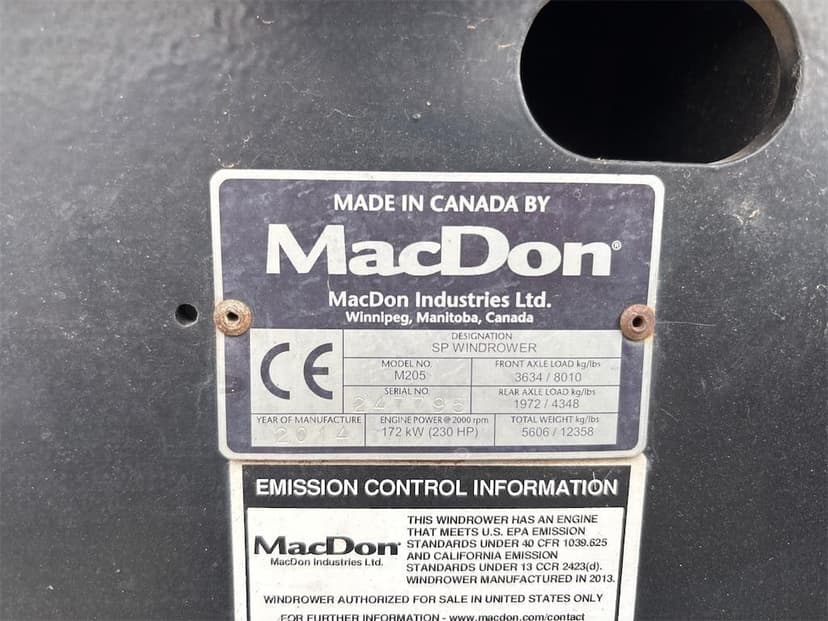 MADE IN CANADA BY
MacDon®
MacDon Industries Ltd.
Winnipeg, Manitoba, Canada
CE
DESIGNATION
SP WINDROWER
MODEL NO.
M205
FRONT AXLE LOAD kg/lbs
3634 / 8010
SERIAL NO.
REAR AXLE LOAD kg/lbs
1972 / 4348
YEAR OF MANUFACTURE
2014
ENGINE POWER @ 2000 rpm
172 kW (230 HP)
TOTAL WEIGHT kg/lbs
5606 / 12358
EMISSION CONTROL INFORMATION
MacDon
MacDon Industries Ltd.
THIS WINDROWER HAS AN ENGINE
THAT MEETS U.S. EPA EMISSION
STANDARDS UNDER 40 CFR 1039.625
AND CALIFORNIA EMISSION
STANDARDS UNDER 13 CCR 2423(d).
WINDROWER MANUFACTURED IN 2013.
WINDROWER AUTHORIZED FOR SALE IN UNITED STATES ONLY
FOR FURTHER INFORMATION - www.macdon.com/contact